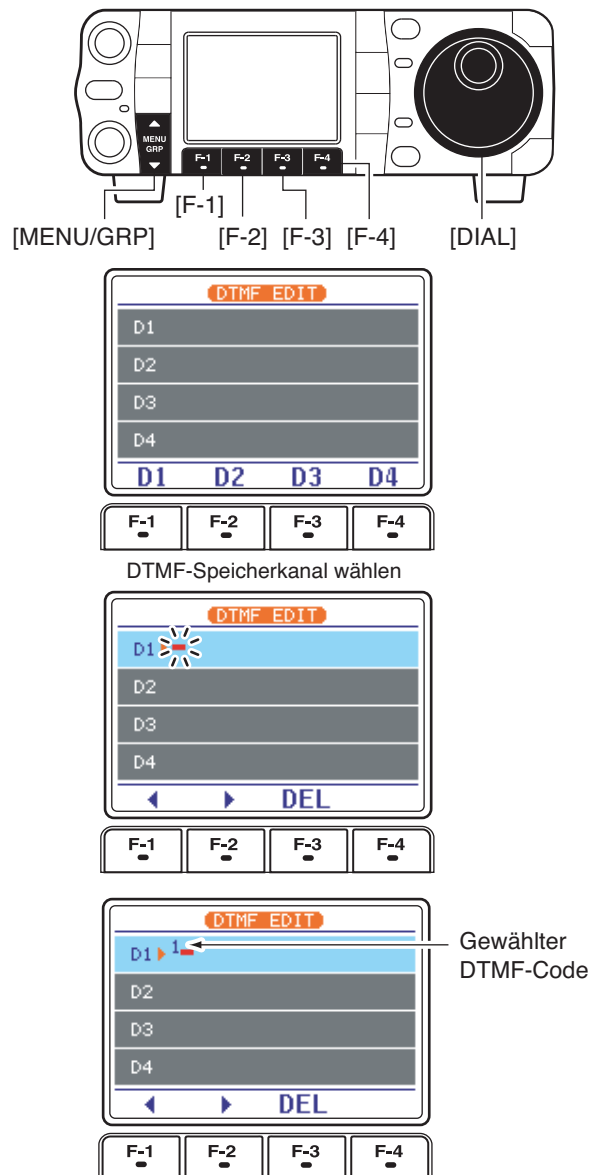 MENU
GRP
F-1 F-2 F-3 F-4
[F-1]
[MENU/GRP] [F-2] [F-3] [F-4] [DIAL]
DTMF EDIT
D1
D2
D3
D4
D1 D2 D3 D4
F-1 F-2 F-3 F-4
DTMF-Speicherkanal wählen
DTMF EDIT
D1
D2
D3
D4
DEL
F-1 F-2 F-3 F-4
DTMF EDIT
D1 1
Gewählter
DTMF-Code
D2
D3
D4
DEL
F-1 F-2 F-3 F-4